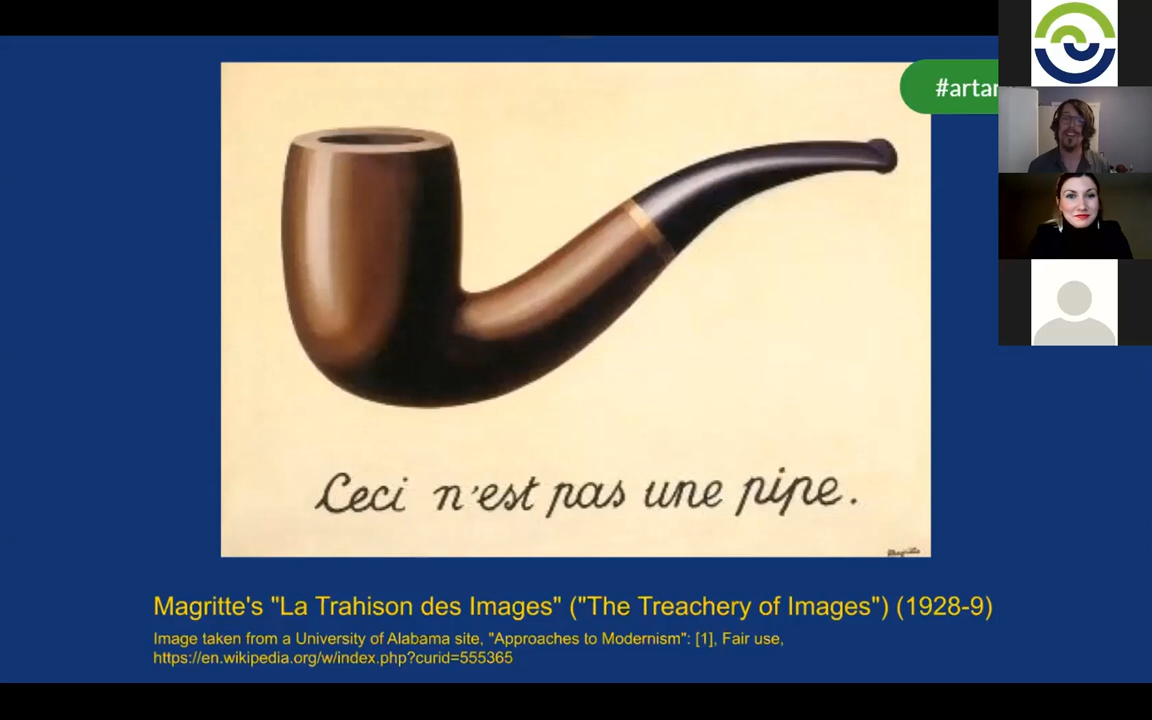 #artar
Ceci n'est pas une pipe.
Magritte
Magritte's "La Trahison des Images" ("The Treachery of Images") (1928-9)
Image taken from a University of Alabama site, "Approaches to Modernism": [1], Fair use,
https://en.wikipedia.org/w/index.php?curid=555365